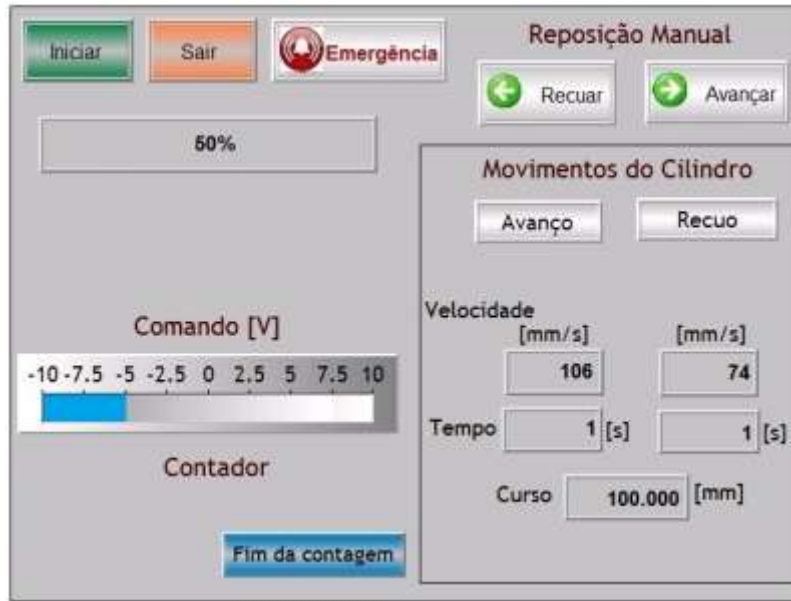 Iniciar
Sair
Emergência
Reposição Manual
Recuar
Avançar
50%
Movimentos do Cilindro
Avanço
Recuo
Velocidade
[mm/s]
[mm/s]
106
74
Tempo
1 [s]
1 [s]
Curso
100.000 [mm]
Comando [V]
-10 -7.5 -5 -2.5 0 2.5 5 7.5 10
Contador
Fim da contagem